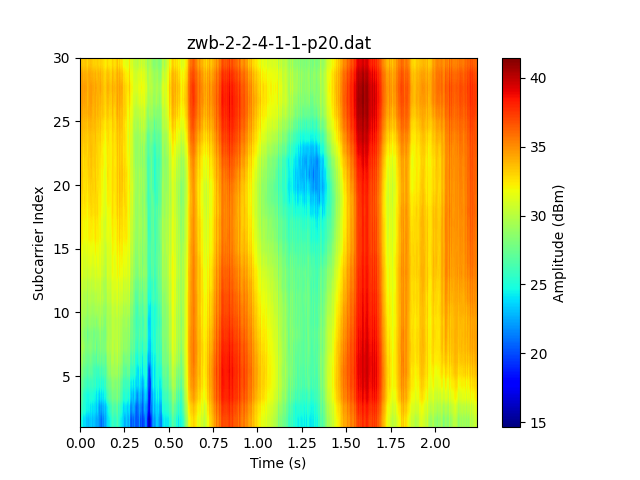 zwb-2-2-4-1-1-p20.dat
30
25
20
15
10
5
Subcarrier Index
0.00 0.25 0.50 0.75 1.00 1.25 1.50 1.75 2.00
Time (s)
40
35
30
25
20
15
Amplitude (dBm)